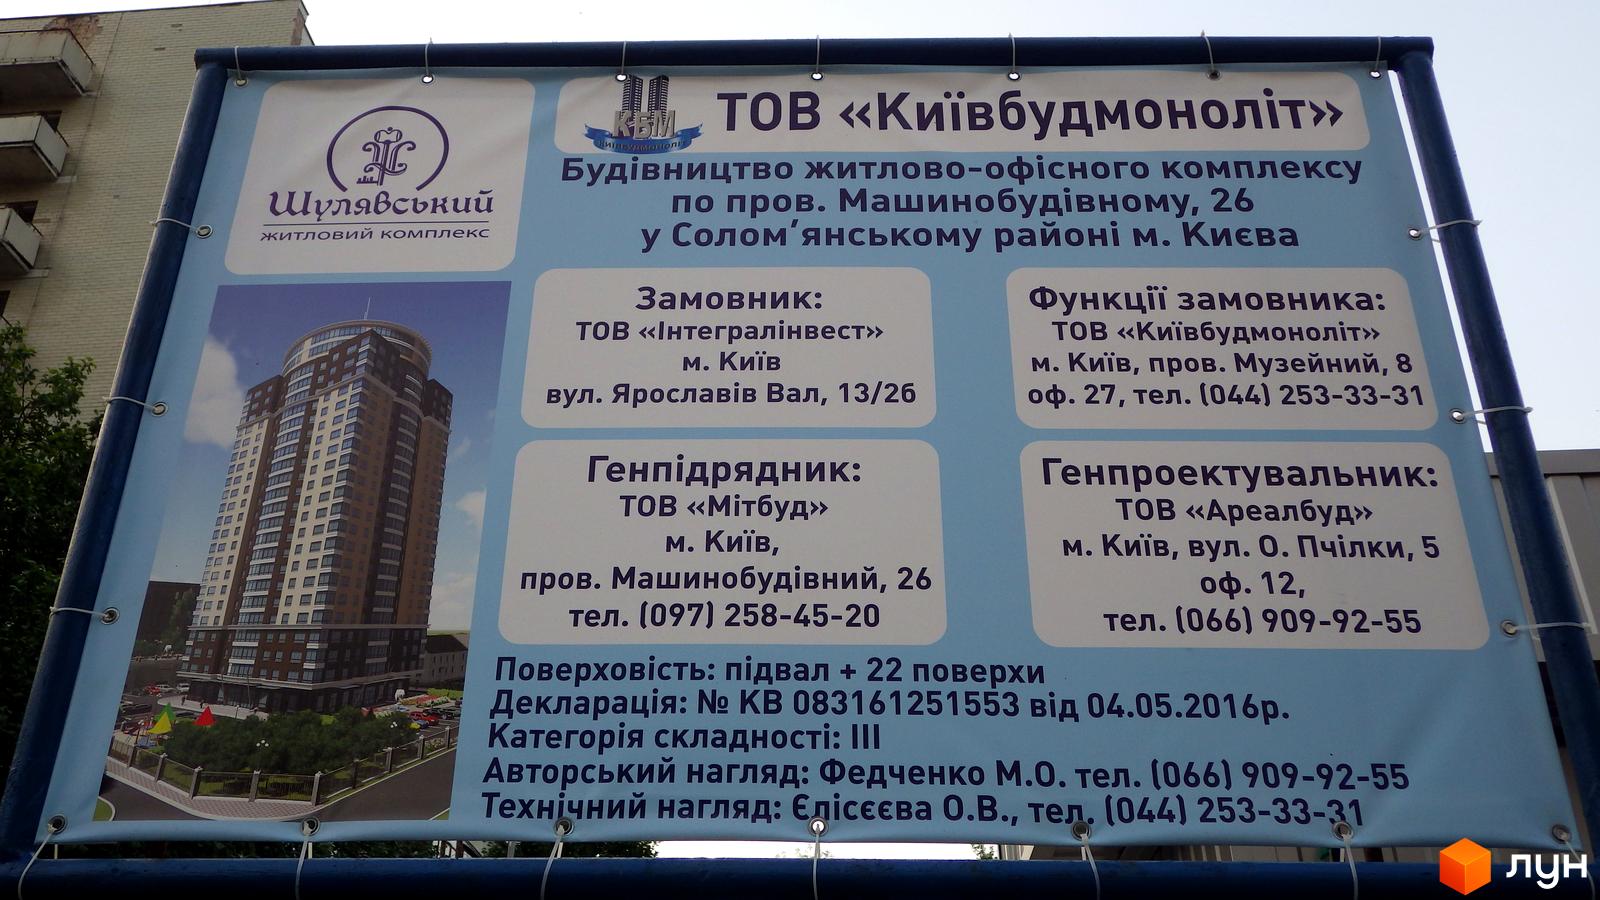 Шулявський
житловий комплекс
КБМ
Київбудмоноліт
ТОВ «Київбудмоноліт»
Будівництво житлово-офісного комплексу
по пров. Машинобудівному, 26
у Солом’янському районі м. Києва
Замовник:
ТОВ «Інтегралінвест»
м. Київ
вул. Ярославів Вал, 13/2б
Функції замовника:
ТОВ «Київбудмоноліт»
м. Київ, пров. Музейний, 8
оф. 27, тел. (044) 253-33-31
Генпідрядник:
ТОВ «Мітбуд»
м. Київ,
пров. Машинобудівний, 26
тел. (097) 258-45-20
Генпроектувальник:
ТОВ «Ареалбуд»
м. Київ, вул. О. Пчілки, 5
оф. 12,
тел. (066) 909-92-55
Поверховість: підвал + 22 поверхи
Декларація: № КВ 083161251553 від 04.05.2016р.
Категорія складності: III
Авторський нагляд: Федченко М.О. тел. (066) 909-92-55
Технічний нагляд: Єлісєєва О.В., тел. (044) 253-33-31
лун